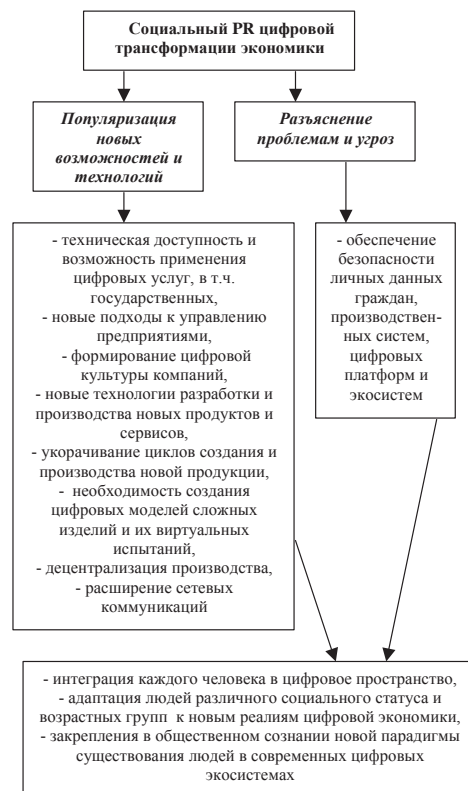 Социальный PR цифровой
трансформации экономики
Популяризация
новых
возможностей и
технологий
Разъяснение
проблемам и угроз
- техническая доступность и
возможность применения
цифровых услуг, в т.ч.
государственных,
- новые подходы к управлению
предприятиями,
- формирование цифровой
культуры компаний,
- новые технологии разработки и
производства новых продуктов и
сервисов,
- укорачивание циклов создания и
производства новой продукции,
- необходимость создания
цифровых моделей сложных
изделий и их виртуальных
испытаний,
- децентрализация производства,
- расширение сетевых
коммуникаций
- обеспечение
безопасности
личных данных
граждан,
производствен-
ных систем,
цифровых
платформ и
экосистем
- интеграция каждого человека в цифровое пространство,
- адаптация людей различного социального статуса и
возрастных групп к новым реалиям цифровой экономики,
- закрепления в общественном сознании новой парадигмы
существования людей в современных цифровых
экосистемах